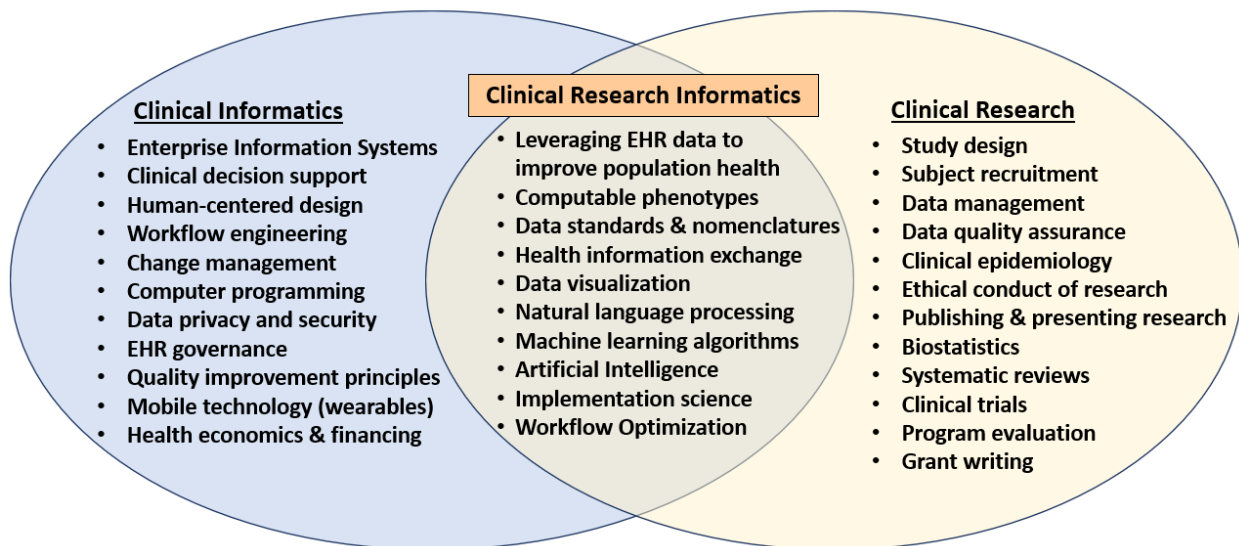 Clinical Informatics
• Enterprise Information Systems
• Clinical decision support
• Human-centered design
• Workflow engineering
• Change management
• Computer programming
• Data privacy and security
• EHR governance
• Quality improvement principles
• Mobile technology (wearables)
• Health economics & financing
Clinical Research Informatics
• Leveraging EHR data to
improve population health
• Computable phenotypes
• Data standards & nomenclatures
• Health information exchange
• Data visualization
• Natural language processing
• Machine learning algorithms
• Artificial Intelligence
• Implementation science
• Workflow Optimization
Clinical Research
• Study design
• Subject recruitment
• Data management
• Data quality assurance
• Clinical epidemiology
• Ethical conduct of research
• Publishing & presenting research
• Biostatistics
• Systematic reviews
• Clinical trials
• Program evaluation
• Grant writing